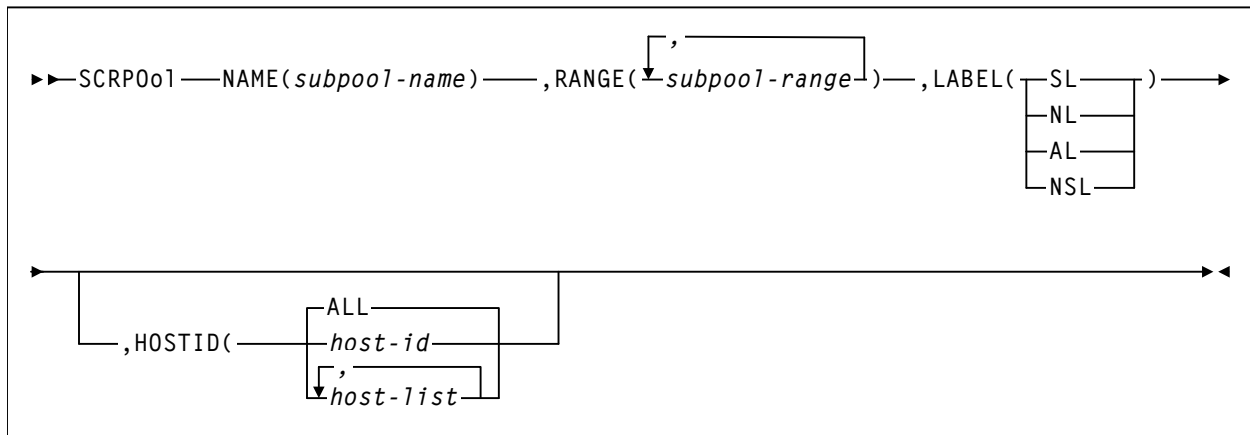 ,
SCRPOol NAME(subpool-name) ,RANGE( subpool-range ) ,LABEL( SL )
NL
AL
NSL
ALL
,HOSTID( host-id
,
host-list